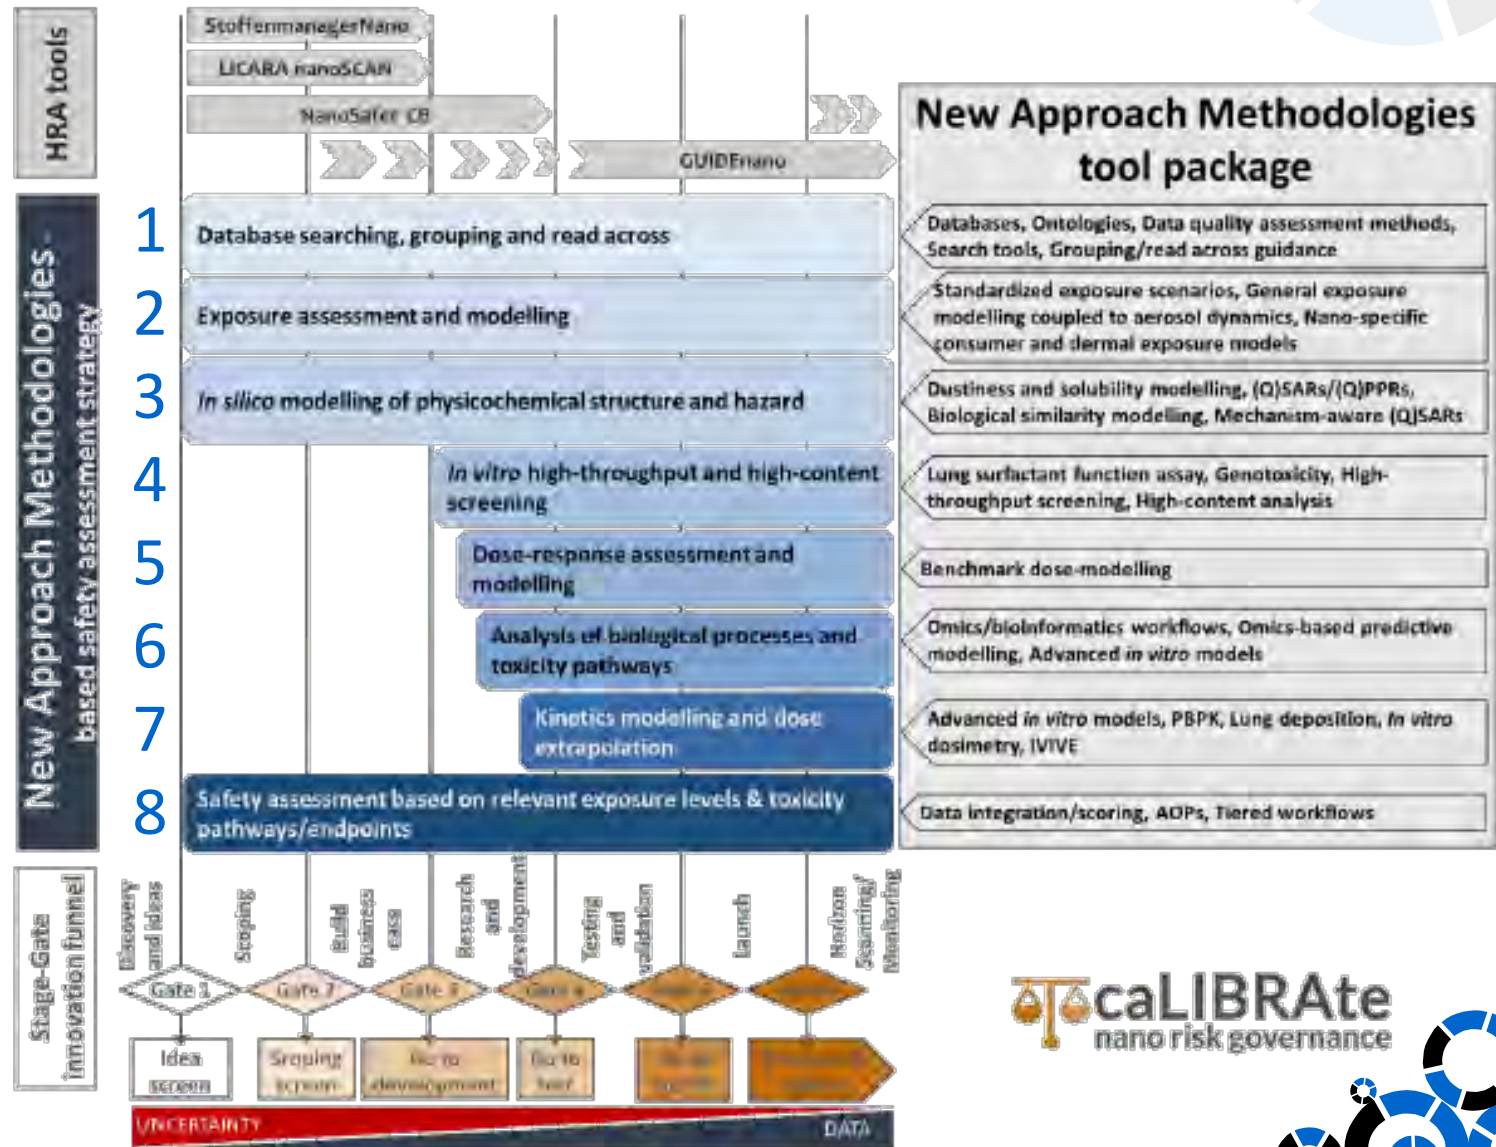 HRA tools
StoffenmanagerNano
LICARA nanoSCAN
NanoSafer CB
GUIDEnano
New Approach Methodologies
tool package
New Approach Methodologies -
based safety assessment strategy
1
Database searching, grouping and read across
Databases, Ontologies, Data quality assessment methods,
Search tools, Grouping/read across guidance
2
Exposure assessment and modelling
Standardized exposure scenarios, General exposure
modelling coupled to aerosol dynamics, Nano-specific
consumer and dermal exposure models
3
In silico modelling of physicochemical structure and hazard
Dustiness and solubility modelling, (Q)SARs/(Q)PPRs,
Biological similarity modelling, Mechanism-aware (Q)SARs
4
In vitro high-throughput and high-content
screening
Lung surfactant function assay, Genotoxicity, High-
throughput screening, High-content analysis
5
Dose-response assessment and
modelling
Benchmark dose-modelling
6
Analysis of biological processes and
toxicity pathways
Omics/bioinformatics workflows, Omics-based predictive
modelling, Advanced in vitro models
7
Kinetics modelling and dose
extrapolation
Advanced in vitro models, PBPK, Lung deposition, In vitro
dosimetry, IVIVE
8
Safety assessment based on relevant exposure levels & toxicity
pathways/endpoints
Data integration/scoring, AOPs, Tiered workflows
Stage-Gate
innovation funnel
Discovery
and ideas
Scoping
Build
business
case
Research
and
development
Testing
and
validation
Launch
Horizon
Scanning/
Monitoring
Gate 1
Gate 2
Gate 3
Gate 4
Idea
screen
Scoping
screen
Go to
development
Go to
test
UNCERTAINTY
DATA
caLIBRAte
nano risk governance